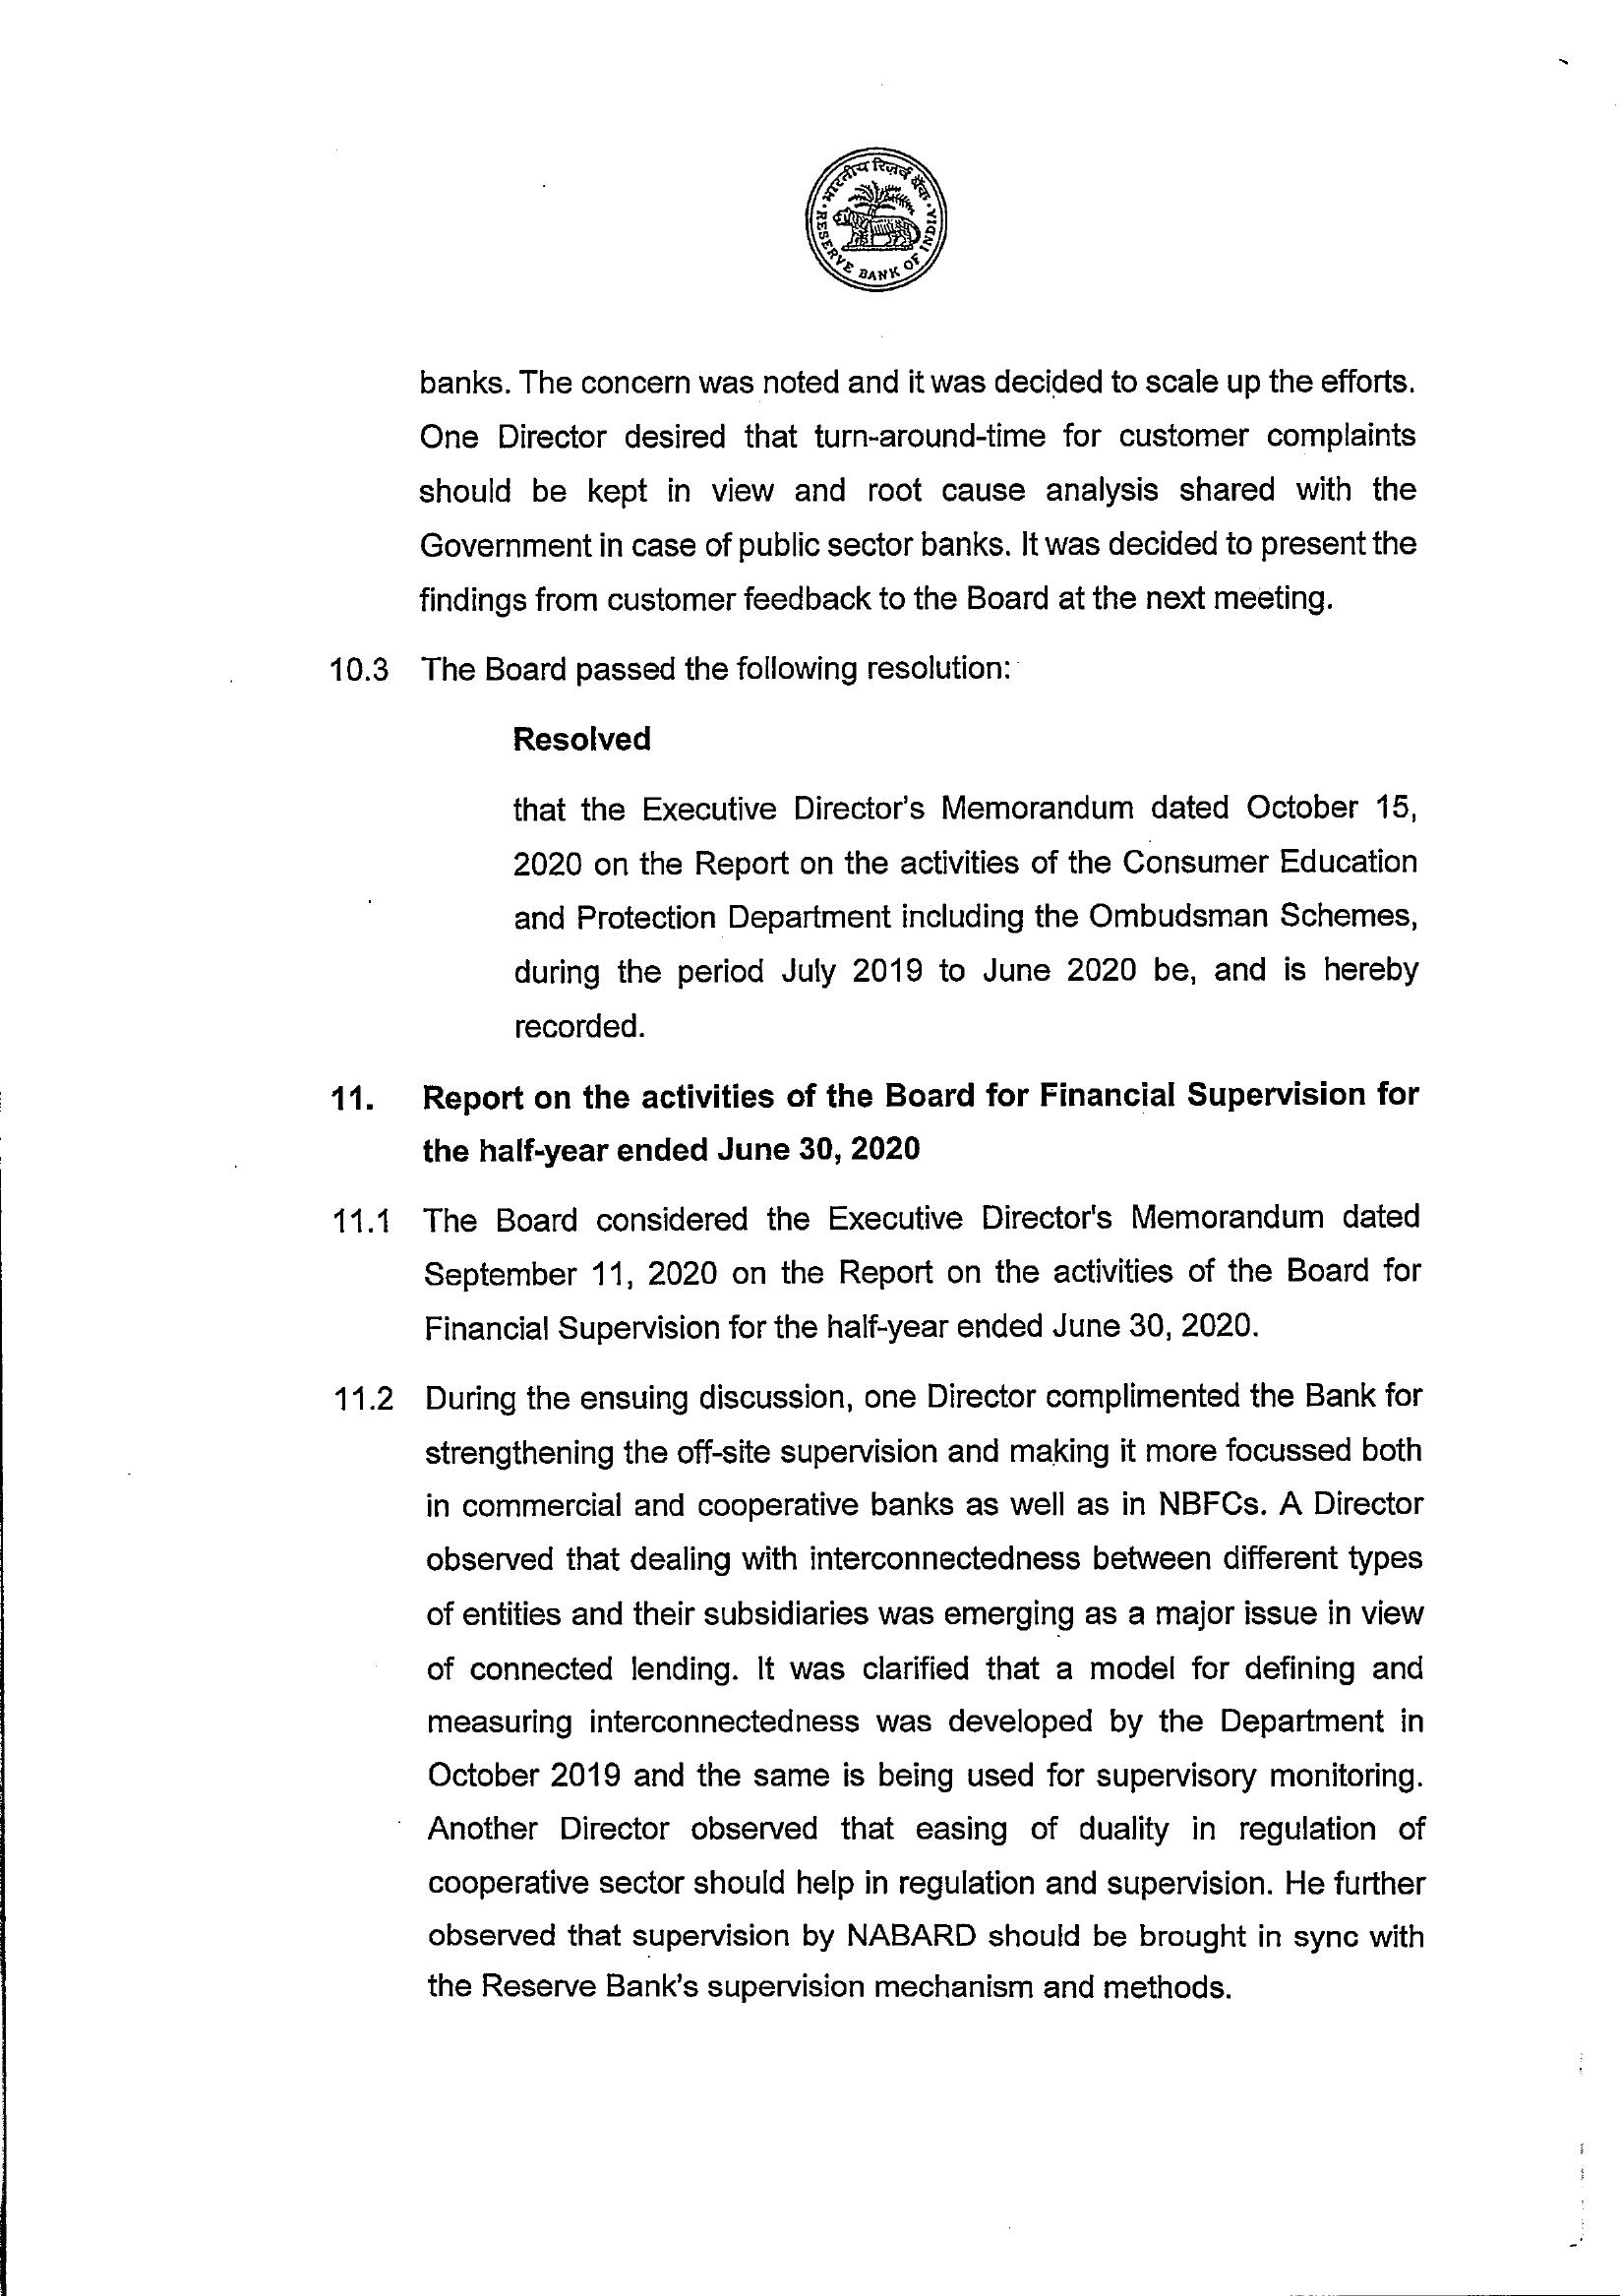 भारतीय रिज़र्व बैंक
RESERVE BANK OF INDIA
banks. The concern was noted and it was decided to scale up the efforts.
One Director desired that turn-around-time for customer complaints
should be kept in view and root cause analysis shared with the
Government in case of public sector banks. It was decided to present the
findings from customer feedback to the Board at the next meeting.
10.3 The Board passed the following resolution:
Resolved
that the Executive Director's Memorandum dated October 15,
2020 on the Report on the activities of the Consumer Education
and Protection Department including the Ombudsman Schemes,
during the period July 2019 to June 2020 be, and is hereby
recorded.
11. Report on the activities of the Board for Financial Supervision for
the half-year ended June 30, 2020
11.1 The Board considered the Executive Director's Memorandum dated
September 11, 2020 on the Report on the activities of the Board for
Financial Supervision for the half-year ended June 30, 2020.
11.2 During the ensuing discussion, one Director complimented the Bank for
strengthening the off-site supervision and making it more focussed both
in commercial and cooperative banks as well as in NBFCs. A Director
observed that dealing with interconnectedness between different types
of entities and their subsidiaries was emerging as a major issue in view
of connected lending. It was clarified that a model for defining and
measuring interconnectedness was developed by the Department in
October 2019 and the same is being used for supervisory monitoring.
Another Director observed that easing of duality in regulation of
cooperative sector should help in regulation and supervision. He further
observed that supervision by NABARD should be brought in sync with
the Reserve Bank's supervision mechanism and methods.